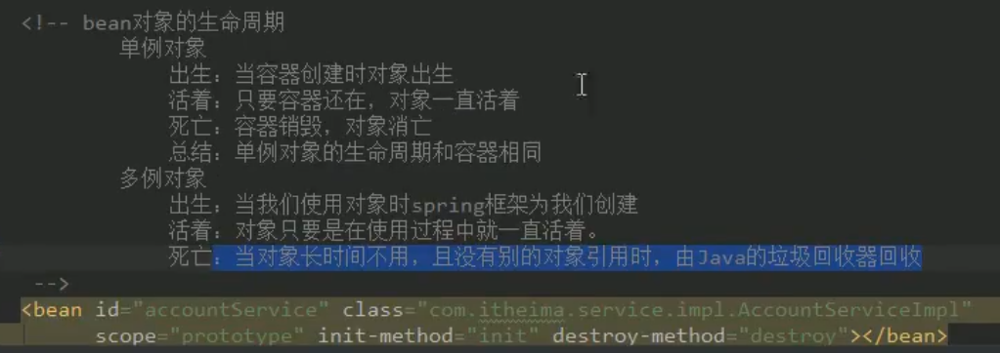 <!-- bean对象的生命周期
单例对象
出生：当容器创建时对象出生
活着：只要容器还在，对象一直活着
死亡：容器销毁，对象消亡
总结：单例对象的生命周期和容器相同
多例对象
出生：当我们使用对象时spring框架为我们创建
活着：对象只要是在使用过程中就一直活着。
死亡：当对象长时间不用，且没有别的对象引用时，由Java的垃圾回收器回收
-->
<bean id="accountService" class="com.itheima.service.impl.AccountServiceImpl"
scope="prototype" init-method="init" destroy-method="destroy"></bean>